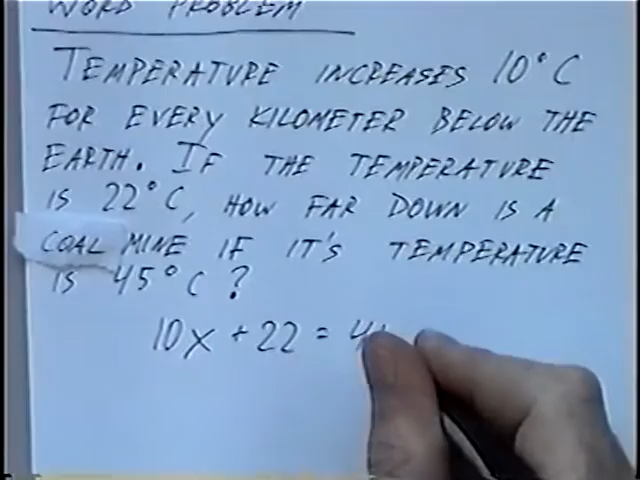 WORD PROBLEM
TEMPERATURE INCREASES 10°C
FOR EVERY KILOMETER BELOW THE
EARTH. IF THE TEMPERATURE
IS 22°C, HOW FAR DOWN IS A
COAL MINE IF IT'S TEMPERATURE
IS 45°C?
10x + 22 = 4